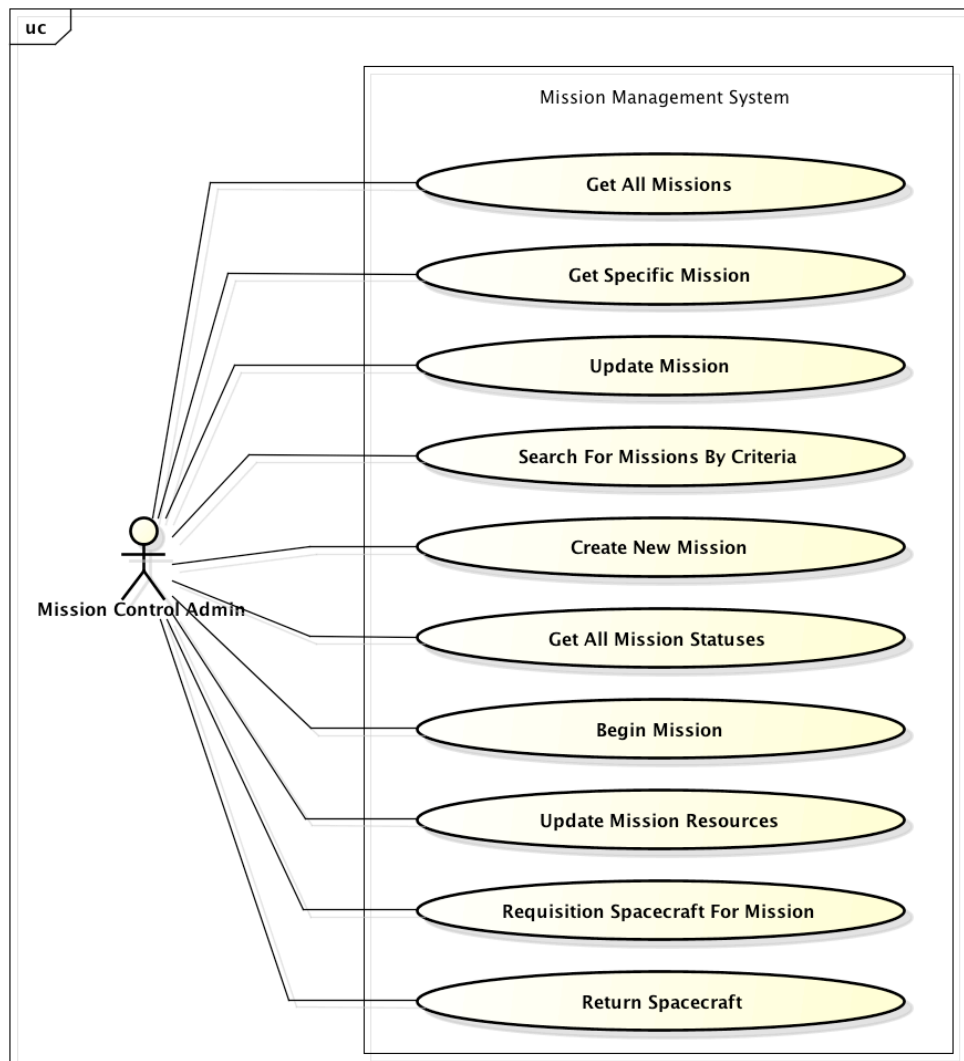 uc
Mission Management System
Get All Missions
Get Specific Mission
Update Mission
Search For Missions By Criteria
Create New Mission
Mission Control Admin
Get All Mission Statuses
Begin Mission
Update Mission Resources
Requisition Spacecraft For Mission
Return Spacecraft